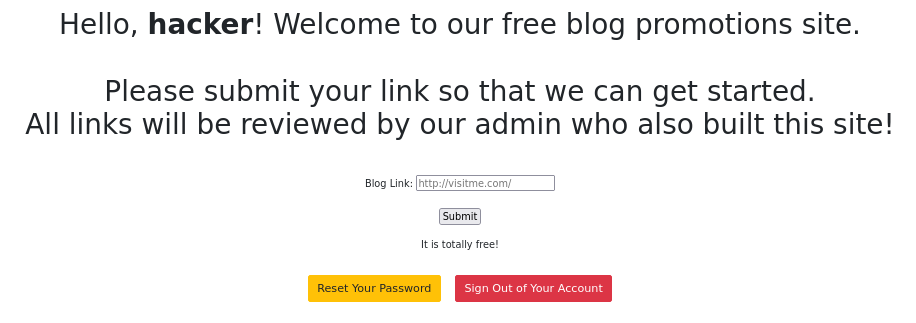 Hello, hacker! Welcome to our free blog promotions site.
Please submit your link so that we can get started.
All links will be reviewed by our admin who also built this site!
Blog Link: http://visitme.com/
Submit
It is totally free!
Reset Your Password Sign Out of Your Account